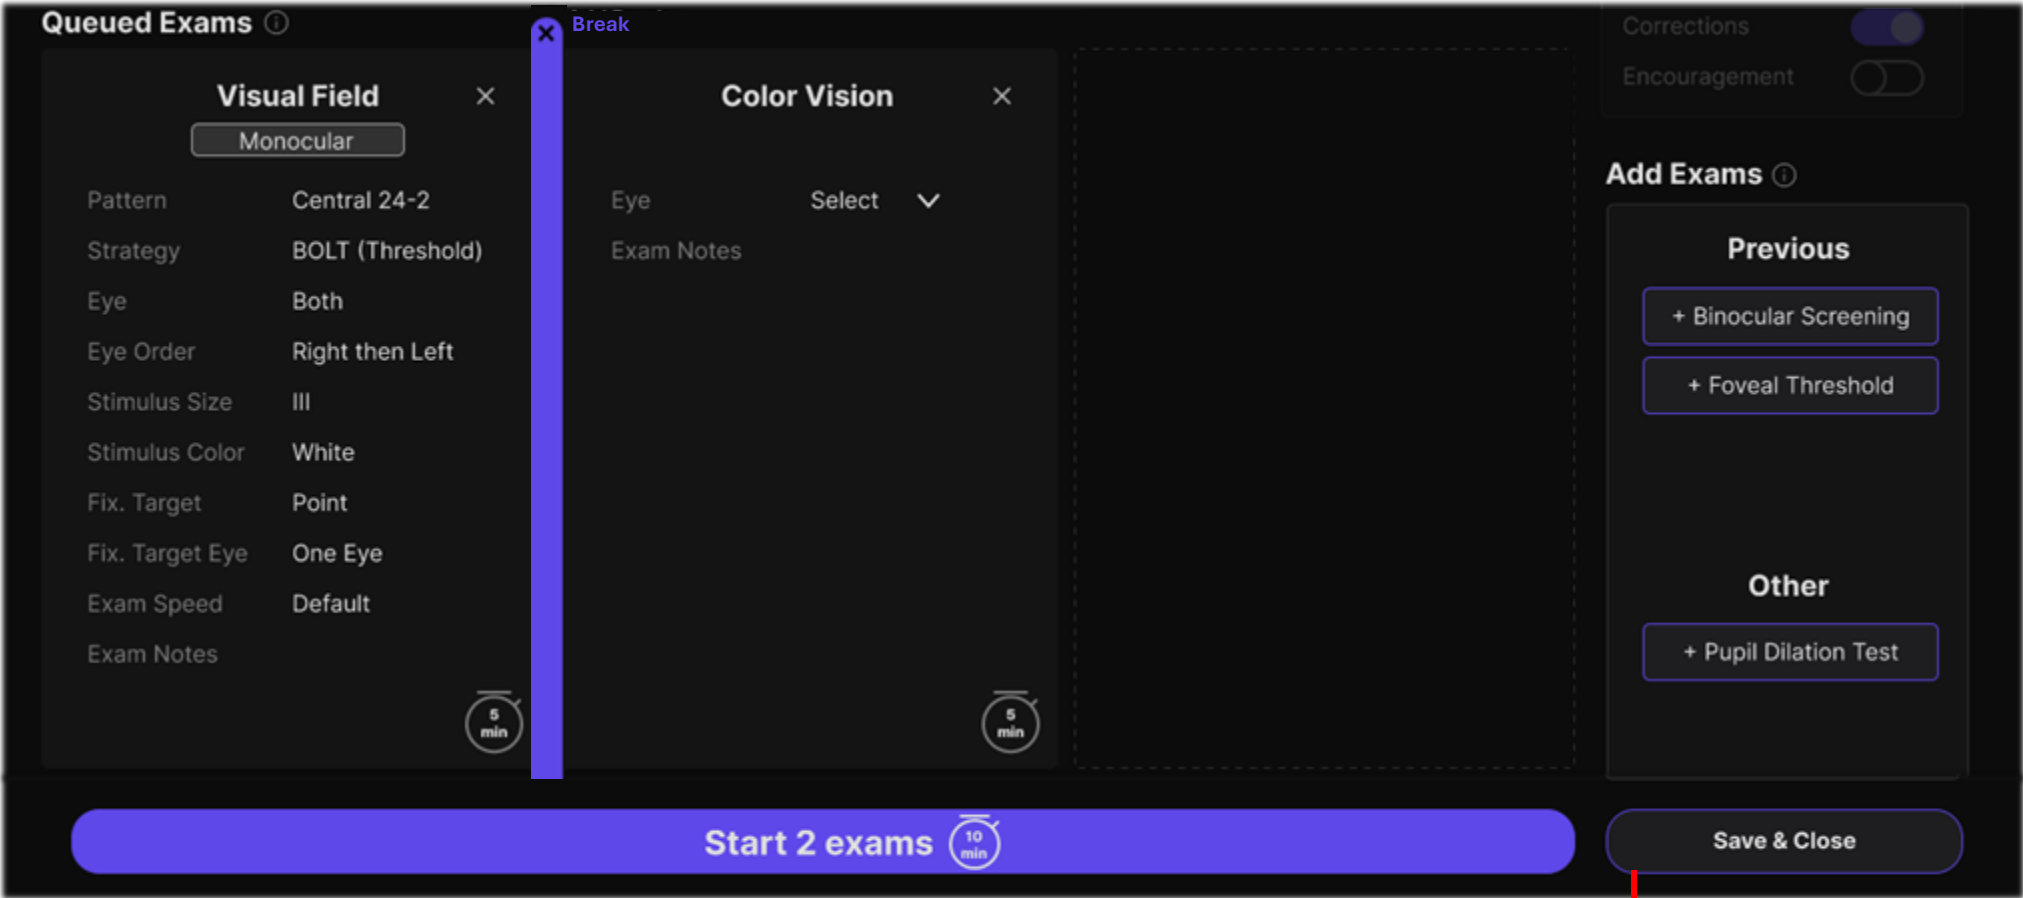 Queued Exams
Break
Visual Field
Monocular
Pattern Central 24-2
Strategy BOLT (Threshold)
Eye Both
Eye Order Right then Left
Stimulus Size III
Stimulus Color White
Fix. Target Point
Fix. Target Eye One Eye
Exam Speed Default
Exam Notes
5
min
Color Vision
Eye Select
Exam Notes
5
min
Corrections
Encouragement
Add Exams
Previous
+ Binocular Screening
+ Foveal Threshold
Other
+ Pupil Dilation Test
Start 2 exams
10
min
Save & Close